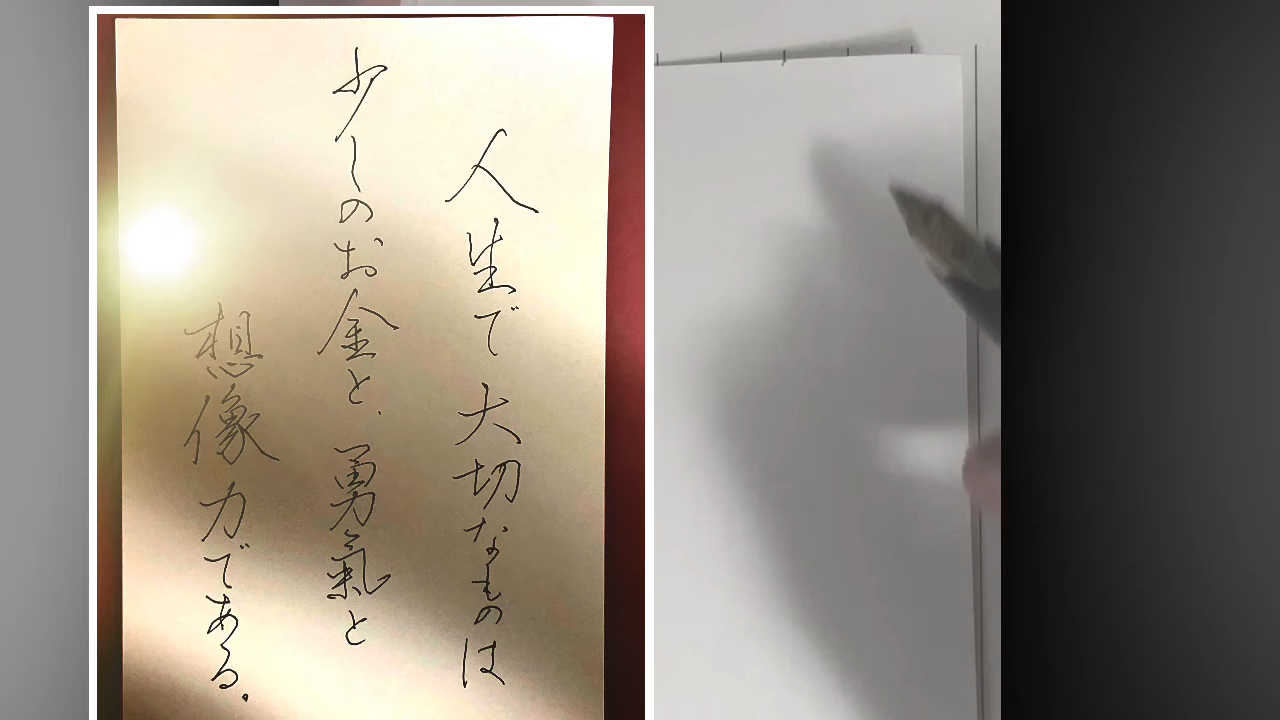 人生で大切なものは
少しのお金と、勇氣と
想像力である。